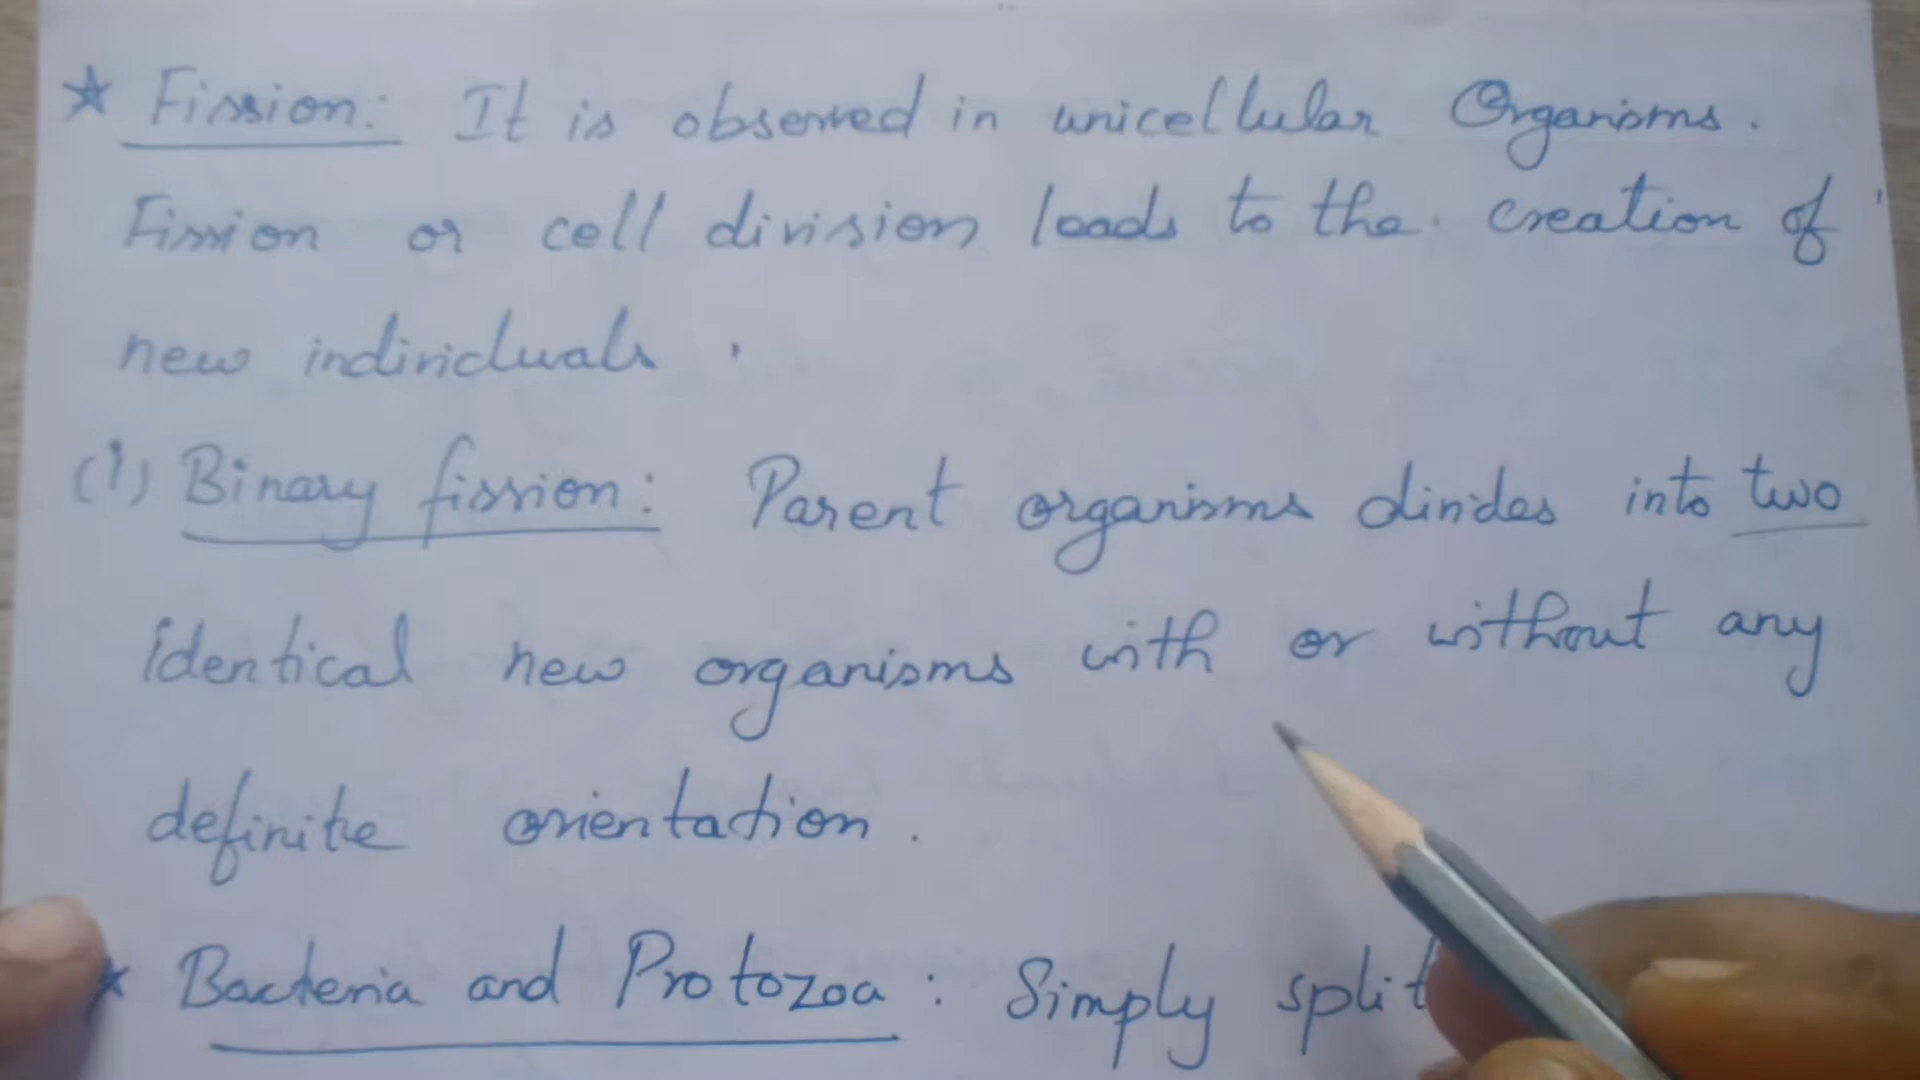 ★ Fission: It is observed in unicellular Organisms.
Fission or cell division leads to the creation of
new individuals.
(1) Binary fission: Parent organisms divides into two
identical new organisms with or without any
definite orientation.
★ Bacteria and Protozoa: Simply split